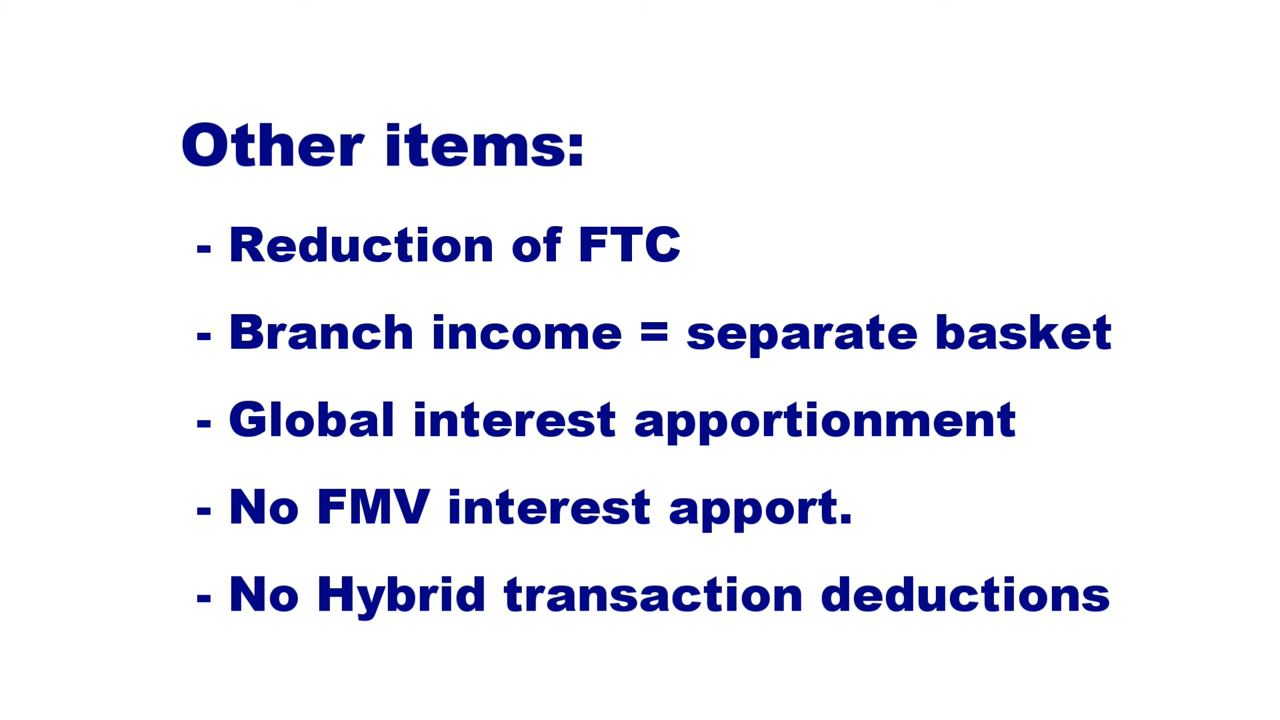 Other items:
- Reduction of FTC
- Branch income = separate basket
- Global interest apportionment
- No FMV interest apport.
- No Hybrid transaction deductions